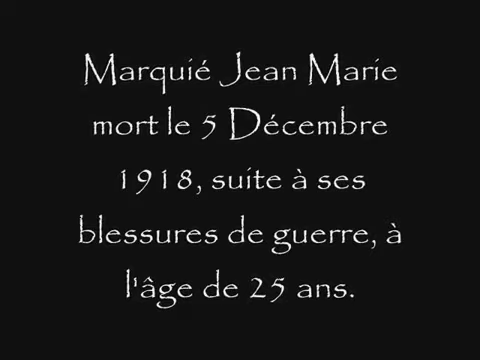 Marquié Jean Marie
mort le 5 Décembre
1918, suite à ses
blessures de guerre, à
l'âge de 25 ans.